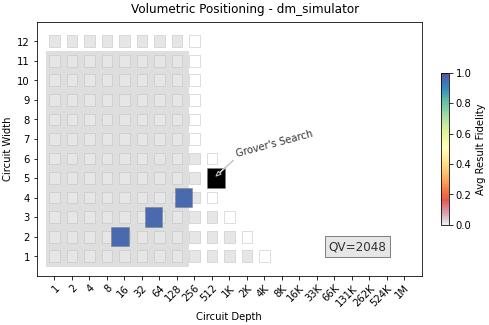 Volumetric Positioning - dm_simulator
12
11
10
9
8
7
6
5
4
3
2
1
Circuit Width
Grover's Search
QV=2048
1 2 4 8 16 32 64 128 256 512 1K 2K 4K 8K 16K 33K 66K 131K 262K 524K 1M
Circuit Depth
1.0
0.8
0.6
0.4
0.2
0.0
Avg Result Fidelity